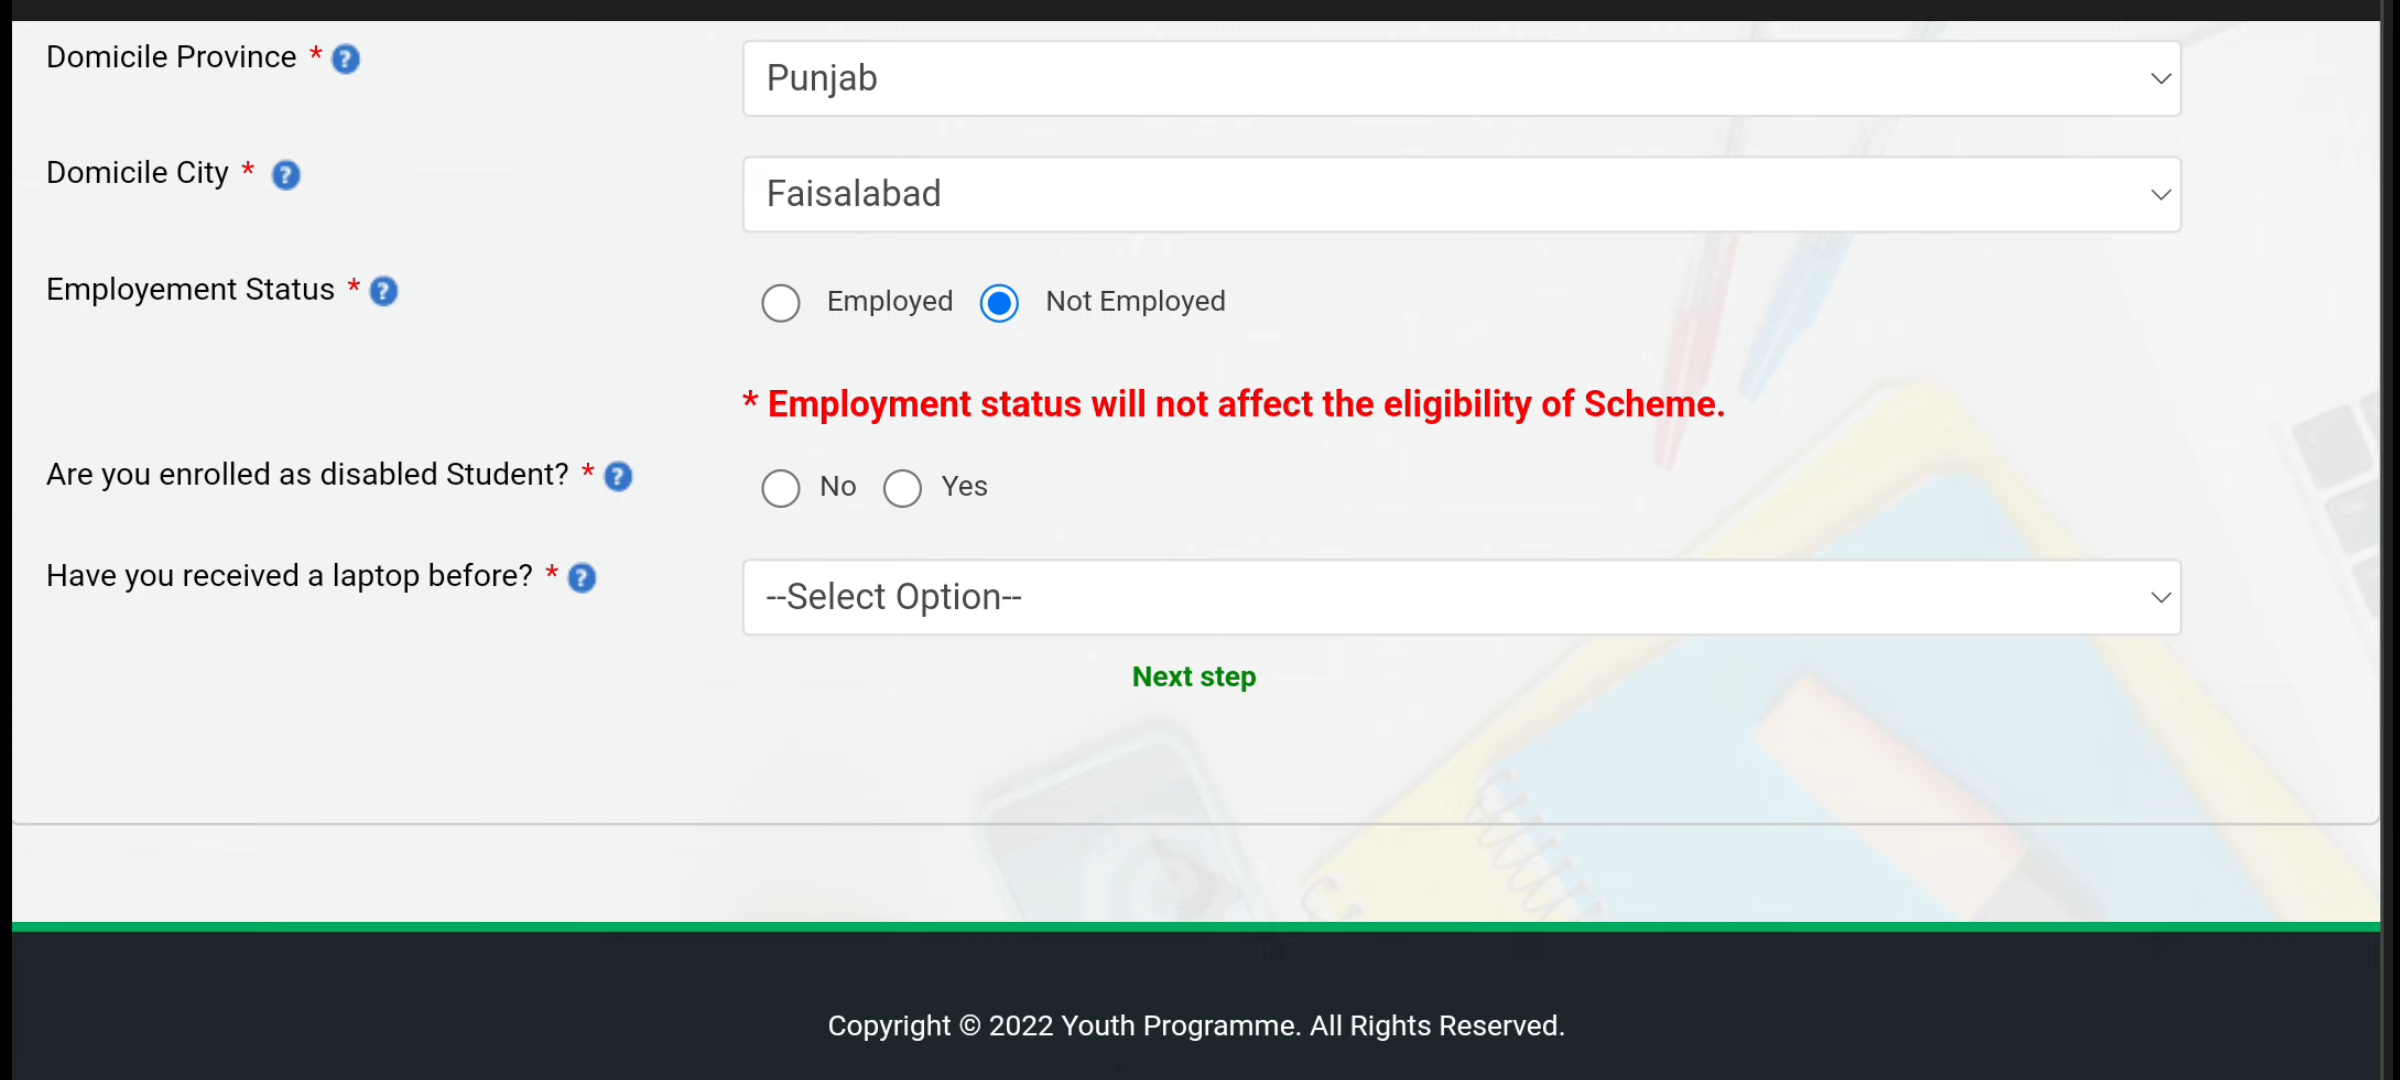 Domicile Province * ?
Punjab
Domicile City * ?
Faisalabad
Employement Status * ?
Employed Not Employed
* Employment status will not affect the eligibility of Scheme.
Are you enrolled as disabled Student? * ?
No Yes
Have you received a laptop before? * ?
--Select Option--
Next step
Copyright © 2022 Youth Programme. All Rights Reserved.